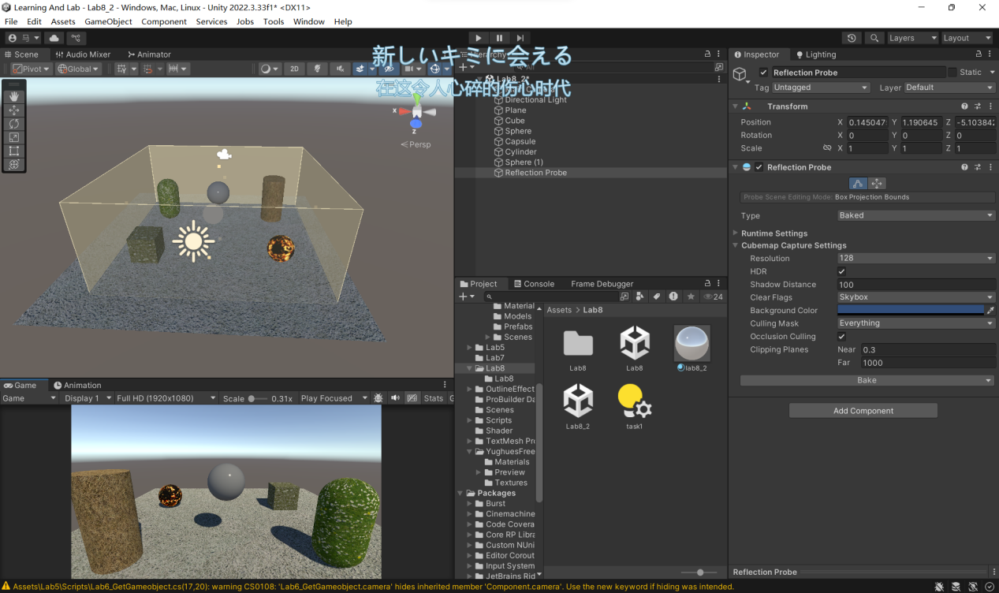 Learning And Lab - Lab8_2 - Windows, Mac, Linux - Unity 2022.3.33f1* <DX11>
File Edit Assets GameObject Component Services Jobs Tools Window Help
Layers Layout
Scene Audio Mixer Animator
Pivot Global 2D
新しいキミに会える
在这令人心碎的伤心时代
X
Z
Persp
Hierarchy
All
Lab8_2*
Directional Light
Plane
Cube
Sphere
Capsule
Cylinder
Sphere (1)
Reflection Probe
Game Animation
Game Display 1 Full HD (1920x1080) Scale 0.31x Play Focused Stats G
Project Console Frame Debugger
24
Material
Models
Prefabs
Scenes
Lab5
Lab7
Lab8
Lab8
OutlineEffect
ProBuilder Da
Scenes
Scripts
Shader
TextMesh Pro
YughuesFree
Materials
Preview
Textures
Packages
Burst
Cinemachine
Code Covera
Core RP Libra
Custom NUni
Editor Corout
Input System
JetBrains Rid
Assets > Lab8
Lab8 Lab8 lab8_2
Lab8_2 task1
Inspector Lighting
Reflection Probe Static
Tag Untagged Layer Default
Transform
Position X 0.145047 Y 1.190645 Z -5.103842
Rotation X 0 Y 0 Z 0
Scale X 1 Y 1 Z 1
Reflection Probe
Probe Scene Editing Mode: Box Projection Bounds
Type Baked
Runtime Settings
Cubemap Capture Settings
Resolution 128
HDR
Shadow Distance 100
Clear Flags Skybox
Background Color
Culling Mask Everything
Occlusion Culling
Clipping Planes Near 0.3
Far 1000
Bake
Add Component
Reflection Probe
Assets\Lab5\Scripts\Lab6_GetGameobject.cs(17,20): warning CS0108: 'Lab6_GetGameobject.camera' hides inherited member 'Component.camera'. Use the new keyword if hiding was intended.